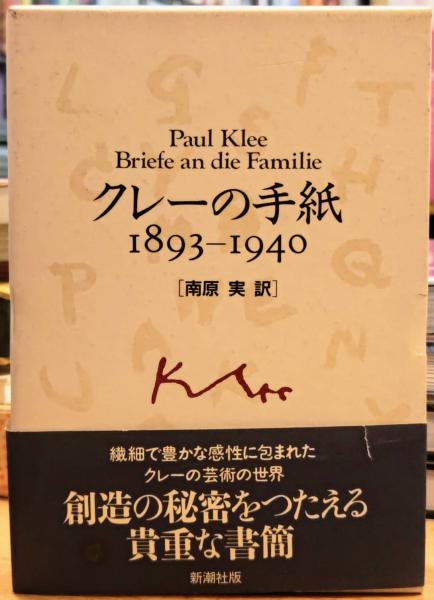 Paul Klee
Briefe an die Familie
クレーの手紙
1893–1940
[南原 実 訳]
Klee
繊細で豊かな感性に包まれた
クレーの芸術の世界
創造の秘密をつたえる
貴重な書簡
新潮社版